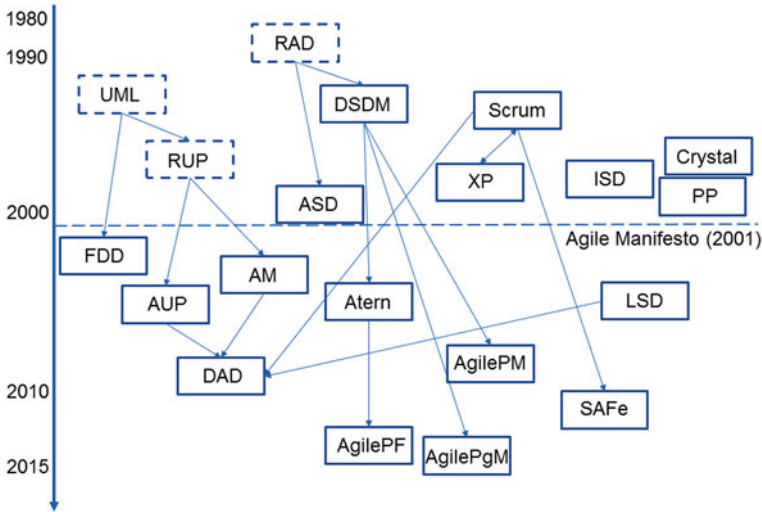 1980
RAD
1990
UML
DSDM
Scrum
RUP
Crystal
XP
ISD
ASD
PP
2000
Agile Manifesto (2001)
FDD
AM
AUP
Atern
LSD
AgilePM
DAD
2010
SAFe
AgilePF
AgilePgM
2015